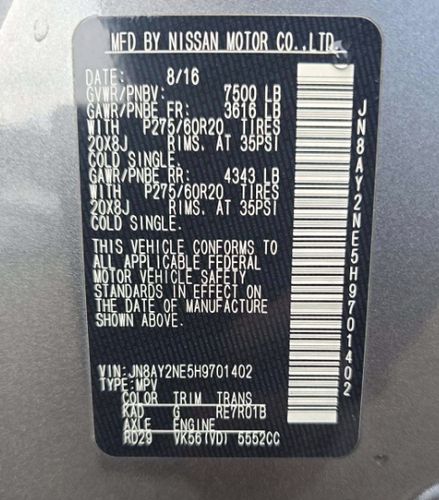 MFD BY NISSAN MOTOR CO.,LTD.
DATE: 8/16
GVWR/PNBV: 7500 LB
GAWR/PNBE FR: 3616 LB
WITH P275/60R20 TIRES
20X8J RIMS. AT 35PSI
COLD SINGLE.
GAWR/PNBE RR: 4343 LB
WITH P275/60R20 TIRES
20X8J RIMS. AT 35PSI
COLD SINGLE.
THIS VEHICLE CONFORMS TO
ALL APPLICABLE FEDERAL
MOTOR VEHICLE SAFETY
STANDARDS IN EFFECT ON
THE DATE OF MANUFACTURE
SHOWN ABOVE.
VIN:JN8AY2NE5H9701402
TYPE:MPV
COLOR TRIM TRANS
KAD G RE7R01B
AXLE ENGINE
RD29 VK56(VD) 5552CC
JN8AY2NE5H9701402